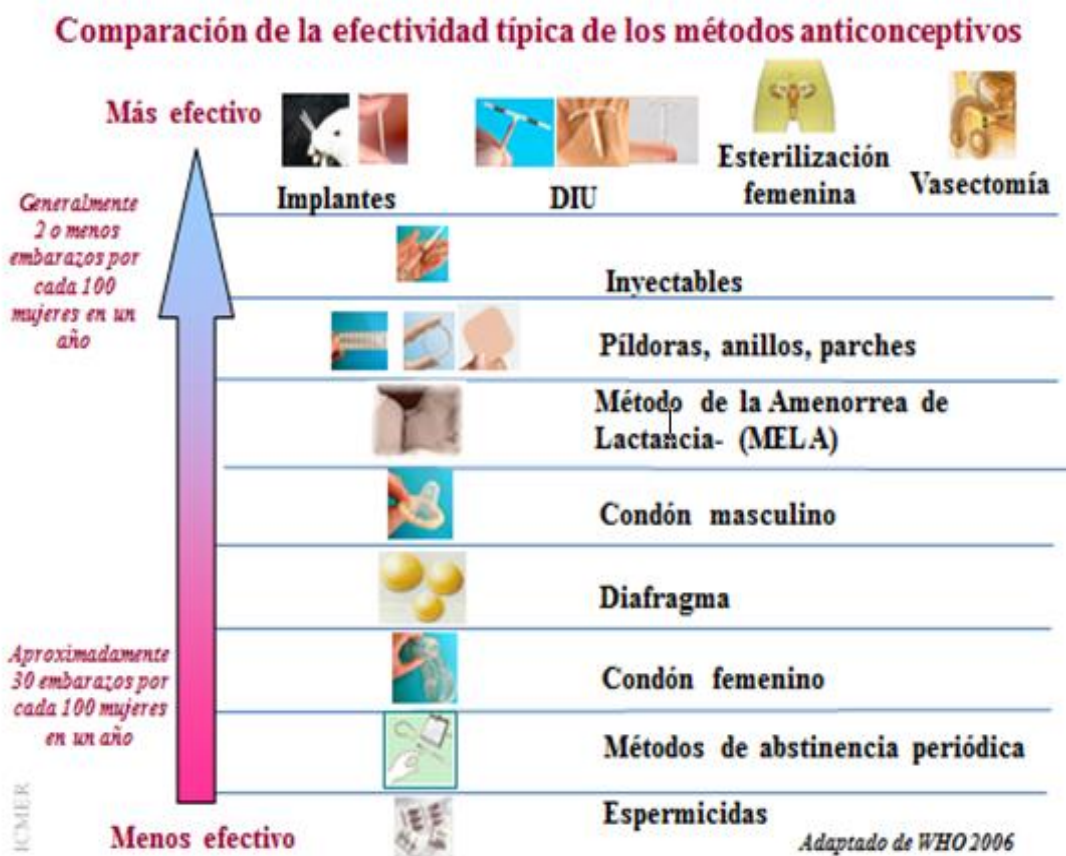 Comparación de la efectividad típica de los métodos anticonceptivos
Más efectivo
Generalmente
2 o menos
embarazos por
cada 100
mujeres en un
año
Implantes
DIU
Esterilización
femenina
Vasectomía
Inyectables
Píldoras, anillos, parches
Método de la Amenorrea de
Lactancia- (MELA)
Condón masculino
Diafragma
Condón femenino
Aproximadamente
30 embarazos por
cada 100 mujeres
en un año
Métodos de abstinencia periódica
Espermicidas
Menos efectivo
Adaptado de WHO 2006
ICMER